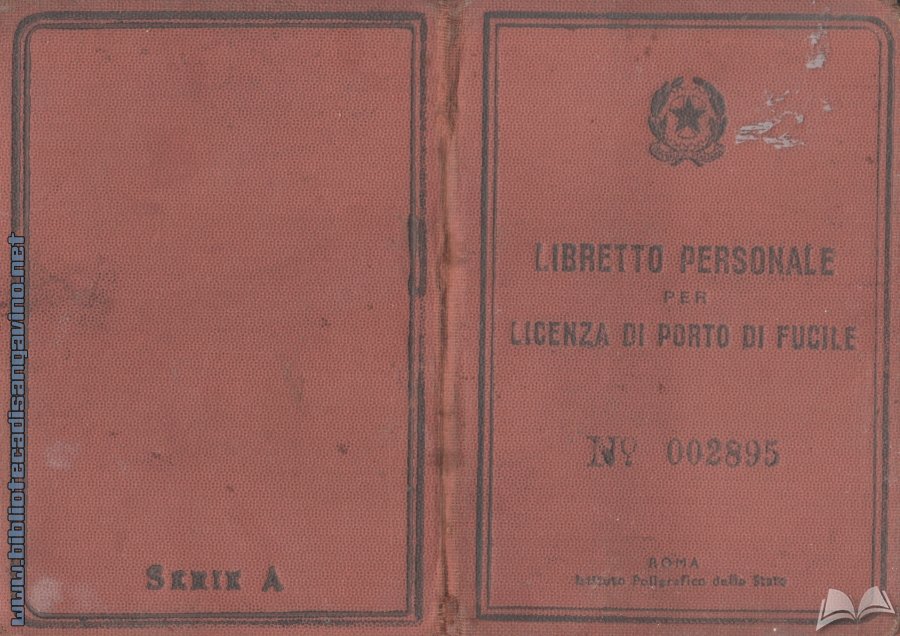 www.bibliotecadisangavino.net
SERIE A
LIBRETTO PERSONALE
PER
LICENZA DI PORTO DI FUCILE
Nº 002895
ROMA
Istituto Poligrafico dello Stato